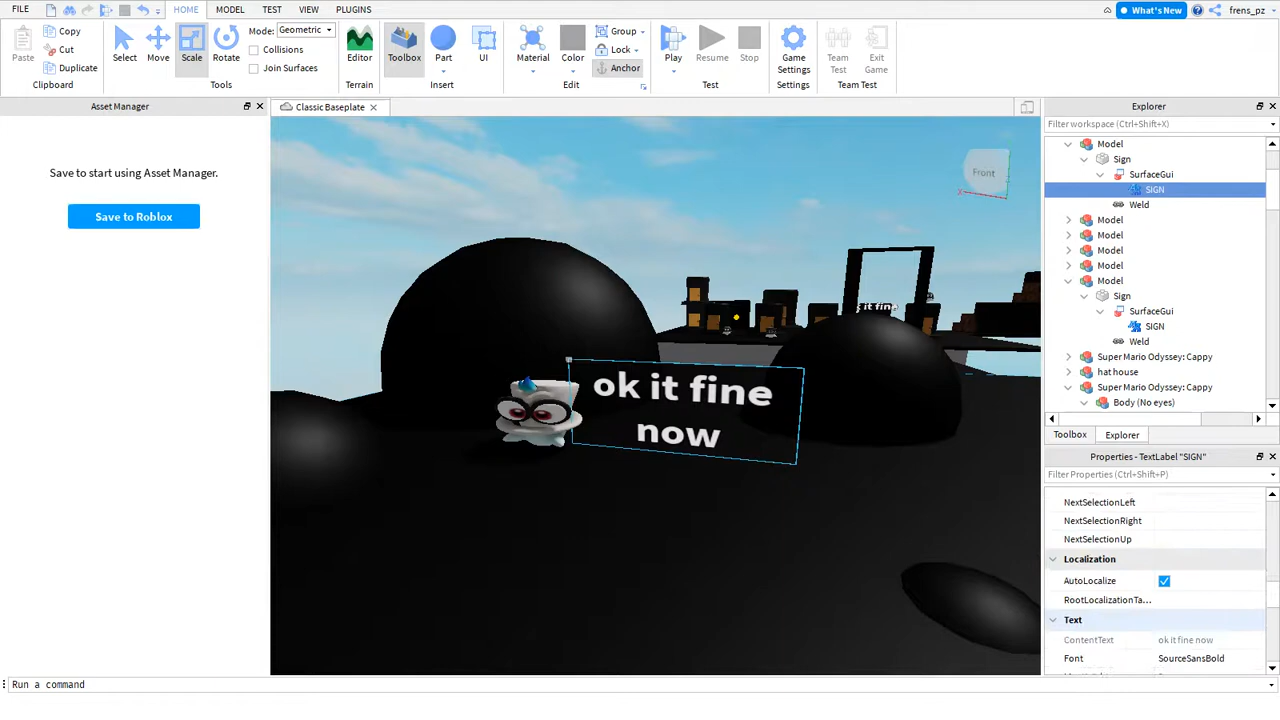 FILE
HOME
MODEL
TEST
VIEW
PLUGINS
What's New
frens_pz
Paste
Copy
Cut
Duplicate
Clipboard
Select
Move
Scale
Rotate
Mode: Geometric
Collisions
Join Surfaces
Tools
Editor
Terrain
Toolbox
Part
UI
Insert
Material
Color
Group
Lock
Anchor
Edit
Play
Resume
Stop
Test
Game
Settings
Settings
Team
Test
Exit
Game
Team Test
Asset Manager
Save to start using Asset Manager.
Save to Roblox
Classic Baseplate
Front
X
it fine
ok it fine
now
Explorer
Filter workspace (Ctrl+Shift+X)
Model
Sign
SurfaceGui
SIGN
Weld
Model
Model
Model
Model
Model
Sign
SurfaceGui
SIGN
Weld
Super Mario Odyssey: Cappy
hat house
Super Mario Odyssey: Cappy
Body (No eyes)
Toolbox
Explorer
Properties - TextLabel "SIGN"
Filter Properties (Ctrl+Shift+P)
NextSelectionLeft
NextSelectionRight
NextSelectionUp
Localization
AutoLocalize
RootLocalizationTa...
Text
ContentText ok it fine now
Font SourceSansBold
Run a command